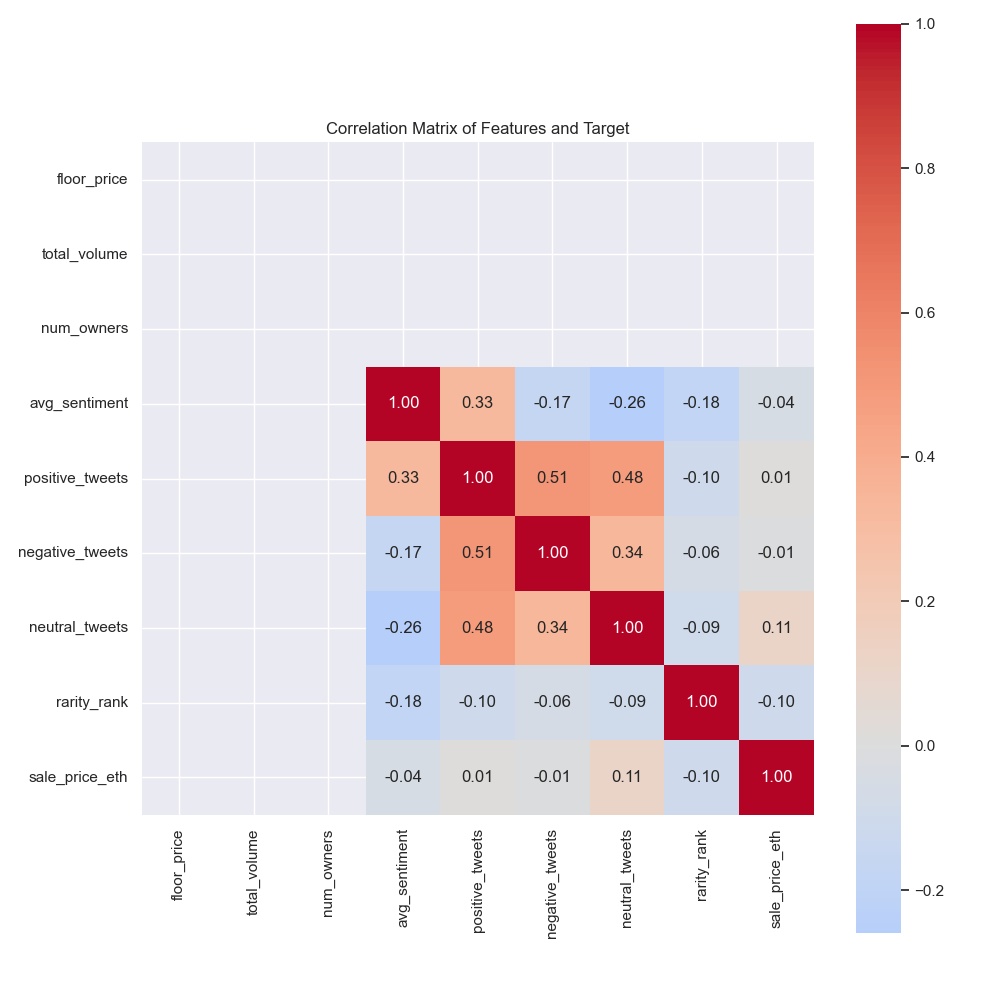 Correlation Matrix of Features and Target
floor_price
total_volume
num_owners
avg_sentiment 1.00 0.33 -0.17 -0.26 -0.18 -0.04
positive_tweets 0.33 1.00 0.51 0.48 -0.10 0.01
negative_tweets -0.17 0.51 1.00 0.34 -0.06 -0.01
neutral_tweets -0.26 0.48 0.34 1.00 -0.09 0.11
rarity_rank -0.18 -0.10 -0.06 -0.09 1.00 -0.10
sale_price_eth -0.04 0.01 -0.01 0.11 -0.10 1.00
floor_price
total_volume
num_owners
avg_sentiment
positive_tweets
negative_tweets
neutral_tweets
rarity_rank
sale_price_eth
1.0
0.8
0.6
0.4
0.2
0.0
−0.2